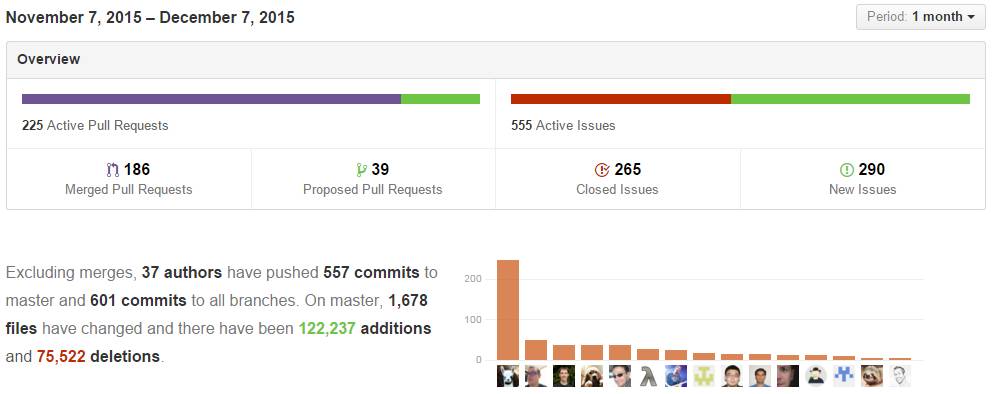 November 7, 2015 – December 7, 2015
Period: 1 month
Overview
225 Active Pull Requests
555 Active Issues
186
Merged Pull Requests
39
Proposed Pull Requests
265
Closed Issues
290
New Issues
Excluding merges, 37 authors have pushed 557 commits to
master and 601 commits to all branches. On master, 1,678
files have changed and there have been 122,237 additions
and 75,522 deletions.
200
100
0